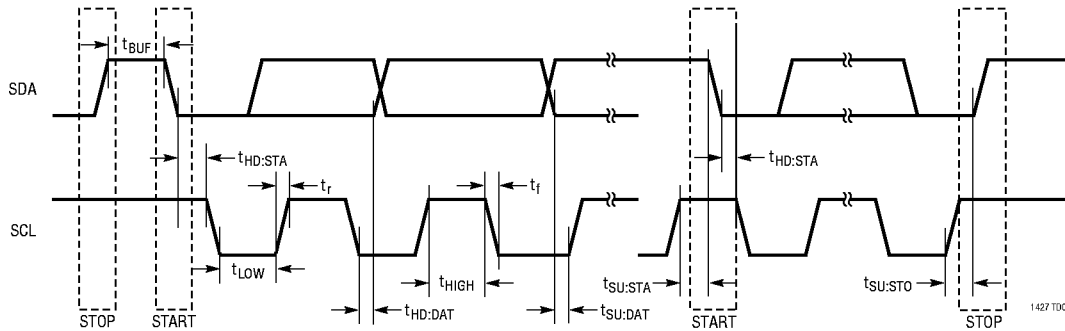 tBUF
SDA
tHD:STA
tHD:STA
tr
tf
SCL
tLOW
tHIGH
tSU:STA
tSU:STO
tHD:DAT
tSU:DAT
1427 TD0
STOP
START
START
STOP